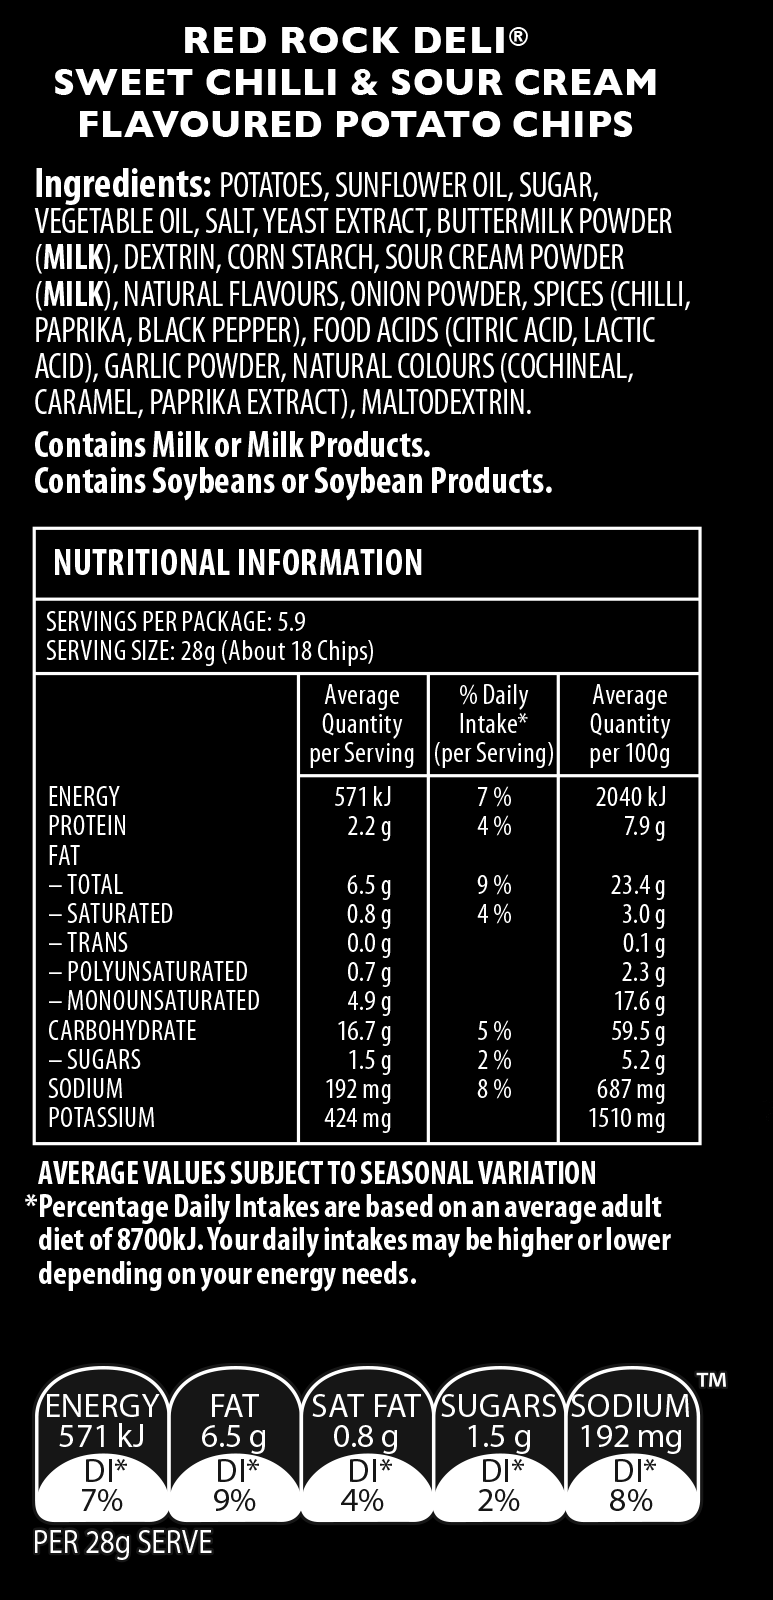 RED ROCK DELI®
SWEET CHILLI & SOUR CREAM
FLAVOURED POTATO CHIPS
Ingredients: POTATOES, SUNFLOWER OIL, SUGAR,
VEGETABLE OIL, SALT, YEAST EXTRACT, BUTTERMILK POWDER
(MILK), DEXTRIN, CORN STARCH, SOUR CREAM POWDER
(MILK), NATURAL FLAVOURS, ONION POWDER, SPICES (CHILLI,
PAPRIKA, BLACK PEPPER), FOOD ACIDS (CITRIC ACID, LACTIC
ACID), GARLIC POWDER, NATURAL COLOURS (COCHINEAL,
CARAMEL, PAPRIKA EXTRACT), MALTODEXTRIN.
Contains Milk or Milk Products.
Contains Soybeans or Soybean Products.
NUTRITIONAL INFORMATION
SERVINGS PER PACKAGE: 5.9
SERVING SIZE: 28g (About 18 Chips)
Average % Daily Average
Quantity Intake* Quantity
per Serving (per Serving) per 100g
ENERGY 571 kJ 7 % 2040 kJ
PROTEIN 2.2 g 4 % 7.9 g
FAT
– TOTAL 6.5 g 9 % 23.4 g
– SATURATED 0.8 g 4 % 3.0 g
– TRANS 0.0 g 0.1 g
– POLYUNSATURATED 0.7 g 2.3 g
– MONOUNSATURATED 4.9 g 17.6 g
CARBOHYDRATE 16.7 g 5 % 59.5 g
– SUGARS 1.5 g 2 % 5.2 g
SODIUM 192 mg 8 % 687 mg
POTASSIUM 424 mg 1510 mg
AVERAGE VALUES SUBJECT TO SEASONAL VARIATION
*Percentage Daily Intakes are based on an average adult
diet of 8700kJ. Your daily intakes may be higher or lower
depending on your energy needs.
ENERGY FAT SAT FAT SUGARS SODIUM ™
571 kJ 6.5 g 0.8 g 1.5 g 192 mg
DI* DI* DI* DI* DI*
7% 9% 4% 2% 8%
PER 28g SERVE